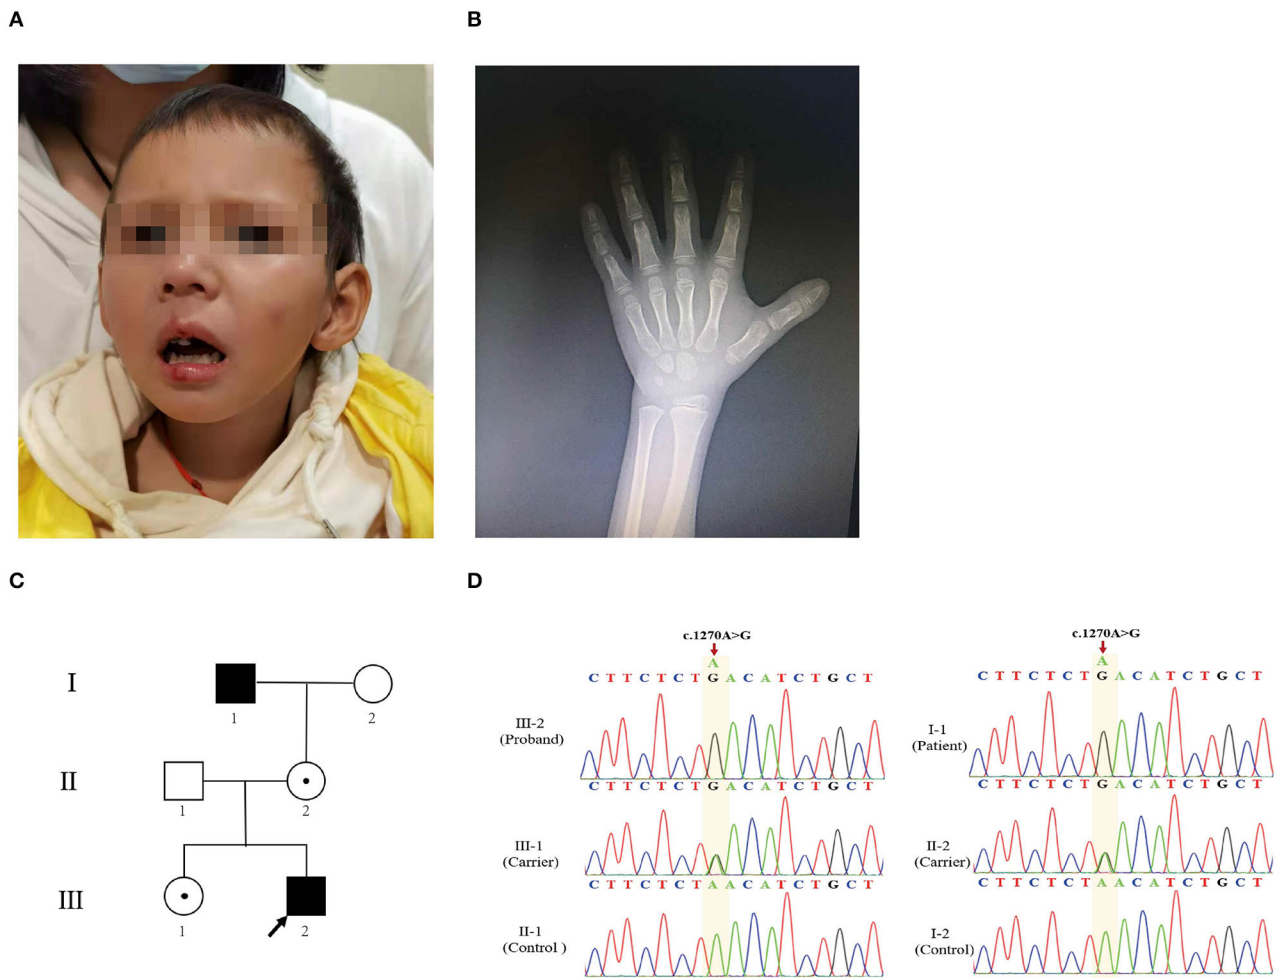 A
B
C
D
I
1
2
II
1
2
III
1
2
c.1270A>G
A
C T T C T C T G A C A T C T G C T
III-2
(Proband)
C T T C T C T G A C A T C T G C T
III-1
(Carrier)
C T T C T C T A A C A T C T G C T
II-1
(Control )
c.1270A>G
A
C T T C T C T G A C A T C T G C T
I-1
(Patient)
C T T C T C T G A C A T C T G C T
II-2
(Carrier)
C T T C T C T A A C A T C T G C T
I-2
(Control)